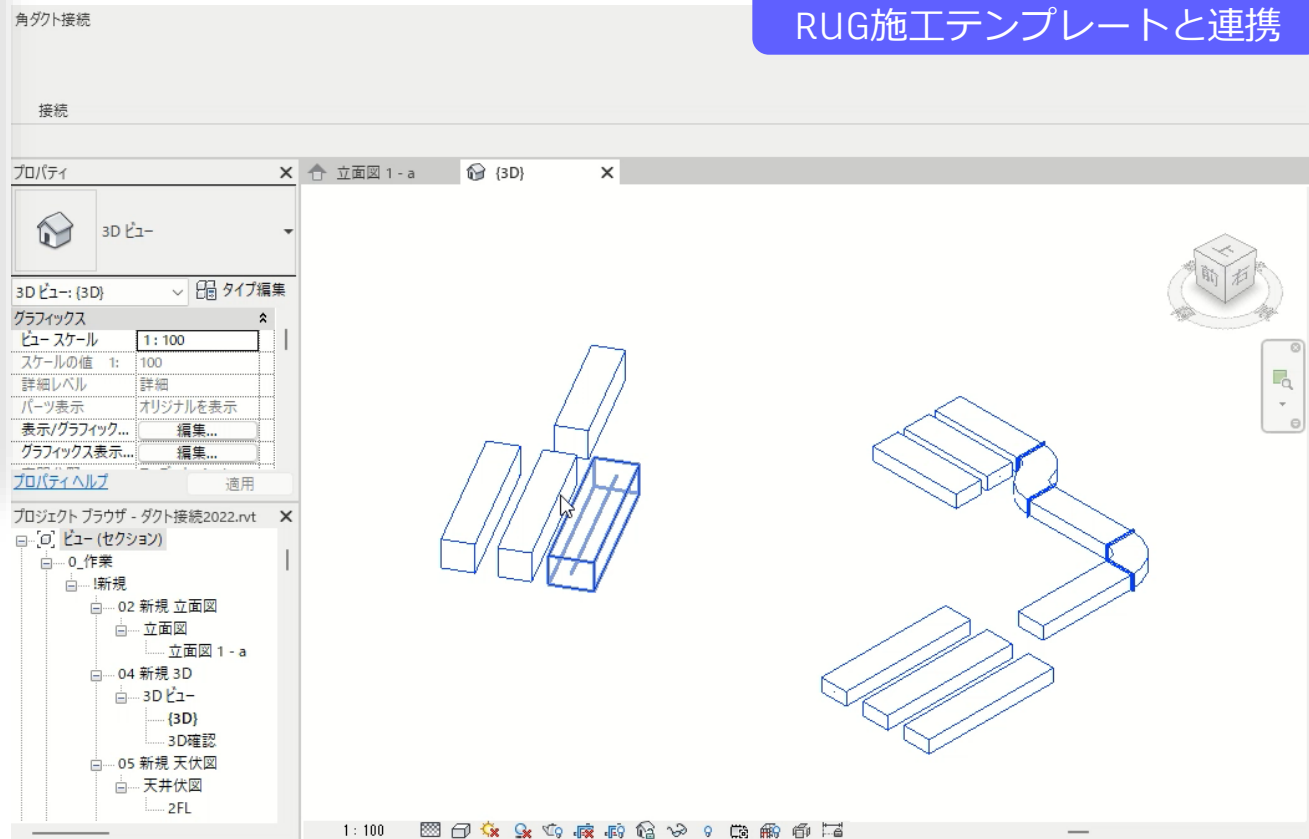 角ダクト接続
RUG施工テンプレートと連携
接続
プロパティ
立面図 1 - a
{3D}
3D ビュー
3D ビュー: {3D}
タイプ編集
グラフィックス
ビュー スケール 1 : 100
スケールの値 1: 100
詳細レベル 詳細
パーツ表示 オリジナルを表示
表示/グラフィック... 編集...
グラフィックス表示... 編集...
プロパティ ヘルプ
適用
プロジェクト ブラウザ - ダクト接続2022.rvt
ビュー (セクション)
0_作業
!新規
02 新規 立面図
立面図
立面図 1 - a
04 新規 3D
3D ビュー
{3D}
3D確認
05 新規 天伏図
天井伏図
2FL
上
前
右
1 : 100